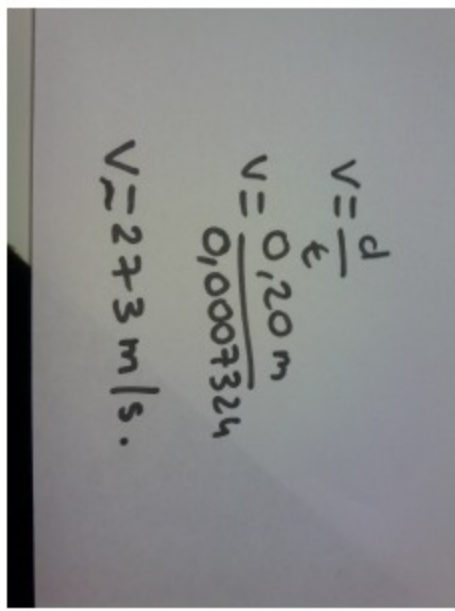 V = d/t
V = 0,20 m/0,0007324
V ≃ 273 m/s.